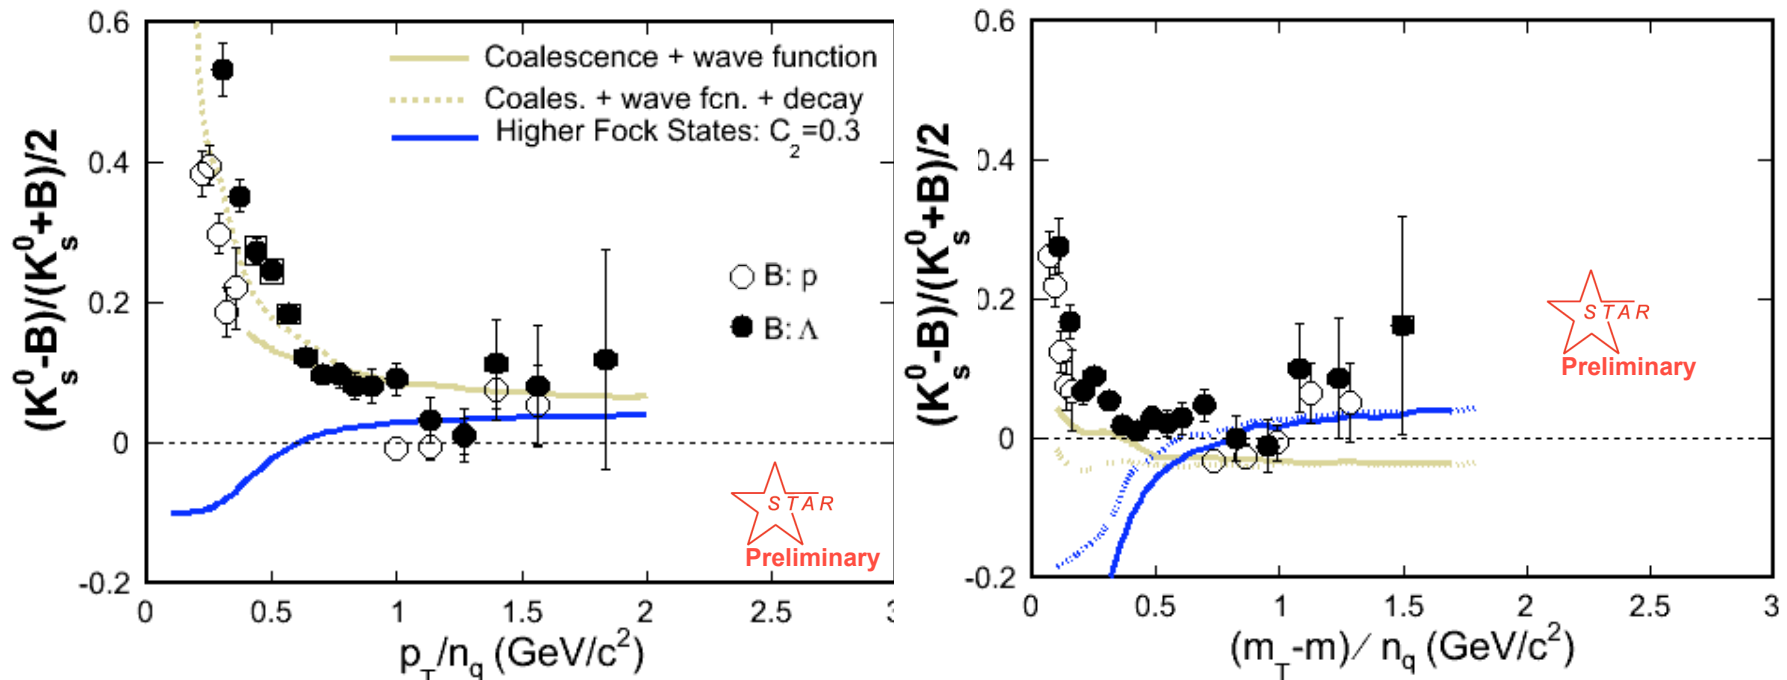 0.6
0.4
0.2
0
-0.2
(K⁰ₛ-B)/(K⁰ₛ+B)/2
Coalescence + wave function
Coales. + wave fcn. + decay
Higher Fock States: C₂=0.3
B: p
B: Λ
STAR
Preliminary
0 0.5 1 1.5 2 2.5 3
p_T/n_q (GeV/c²)
0.6
0.4
0.2
0
-0.2
(K⁰ₛ-B)/(K⁰ₛ+B)/2
STAR
Preliminary
0 0.5 1 1.5 2 2.5 3
(m_T-m)/ n_q (GeV/c²)